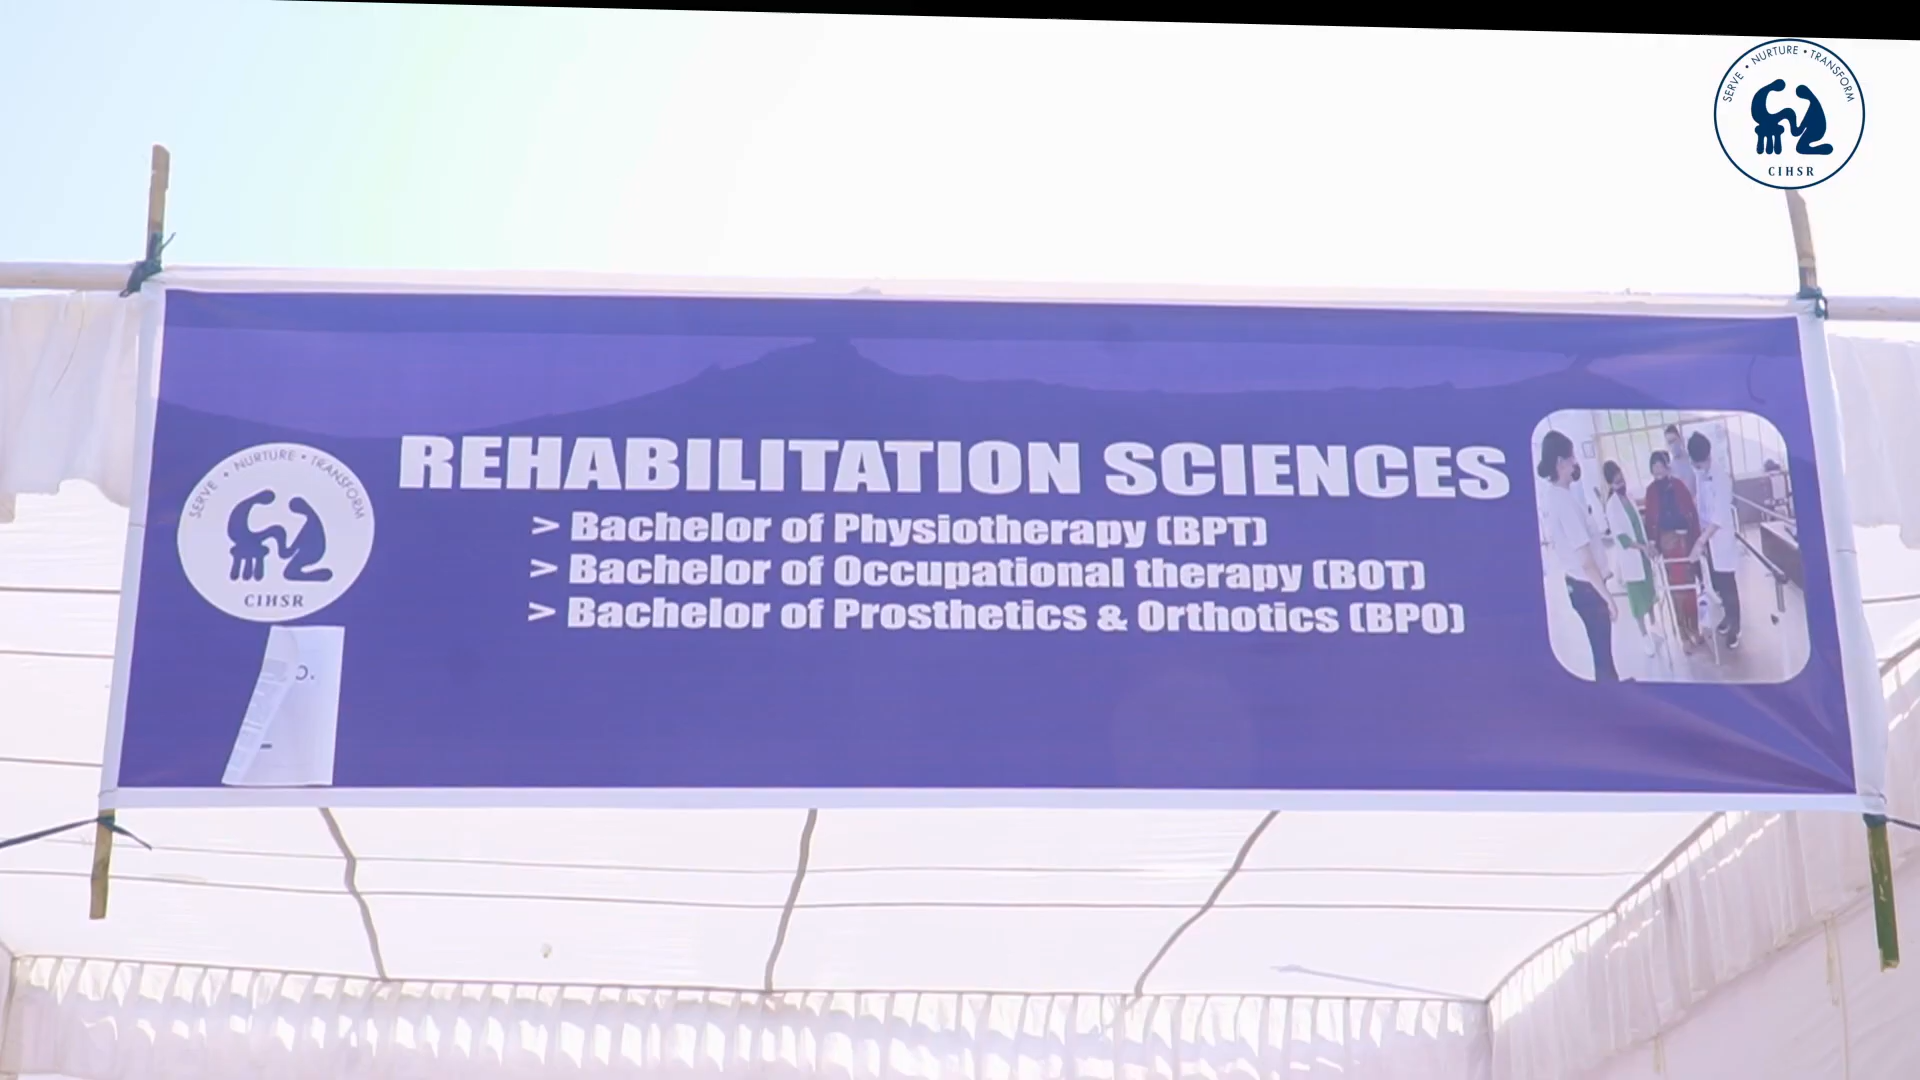 SERVE • NURTURE • TRANSFORM
CIHSR
REHABILITATION SCIENCES
> Bachelor of Physiotherapy (BPT)
> Bachelor of Occupational therapy (BOT)
> Bachelor of Prosthetics & Orthotics (BPO)
SERVE • NURTURE • TRANSFORM
CIHSR